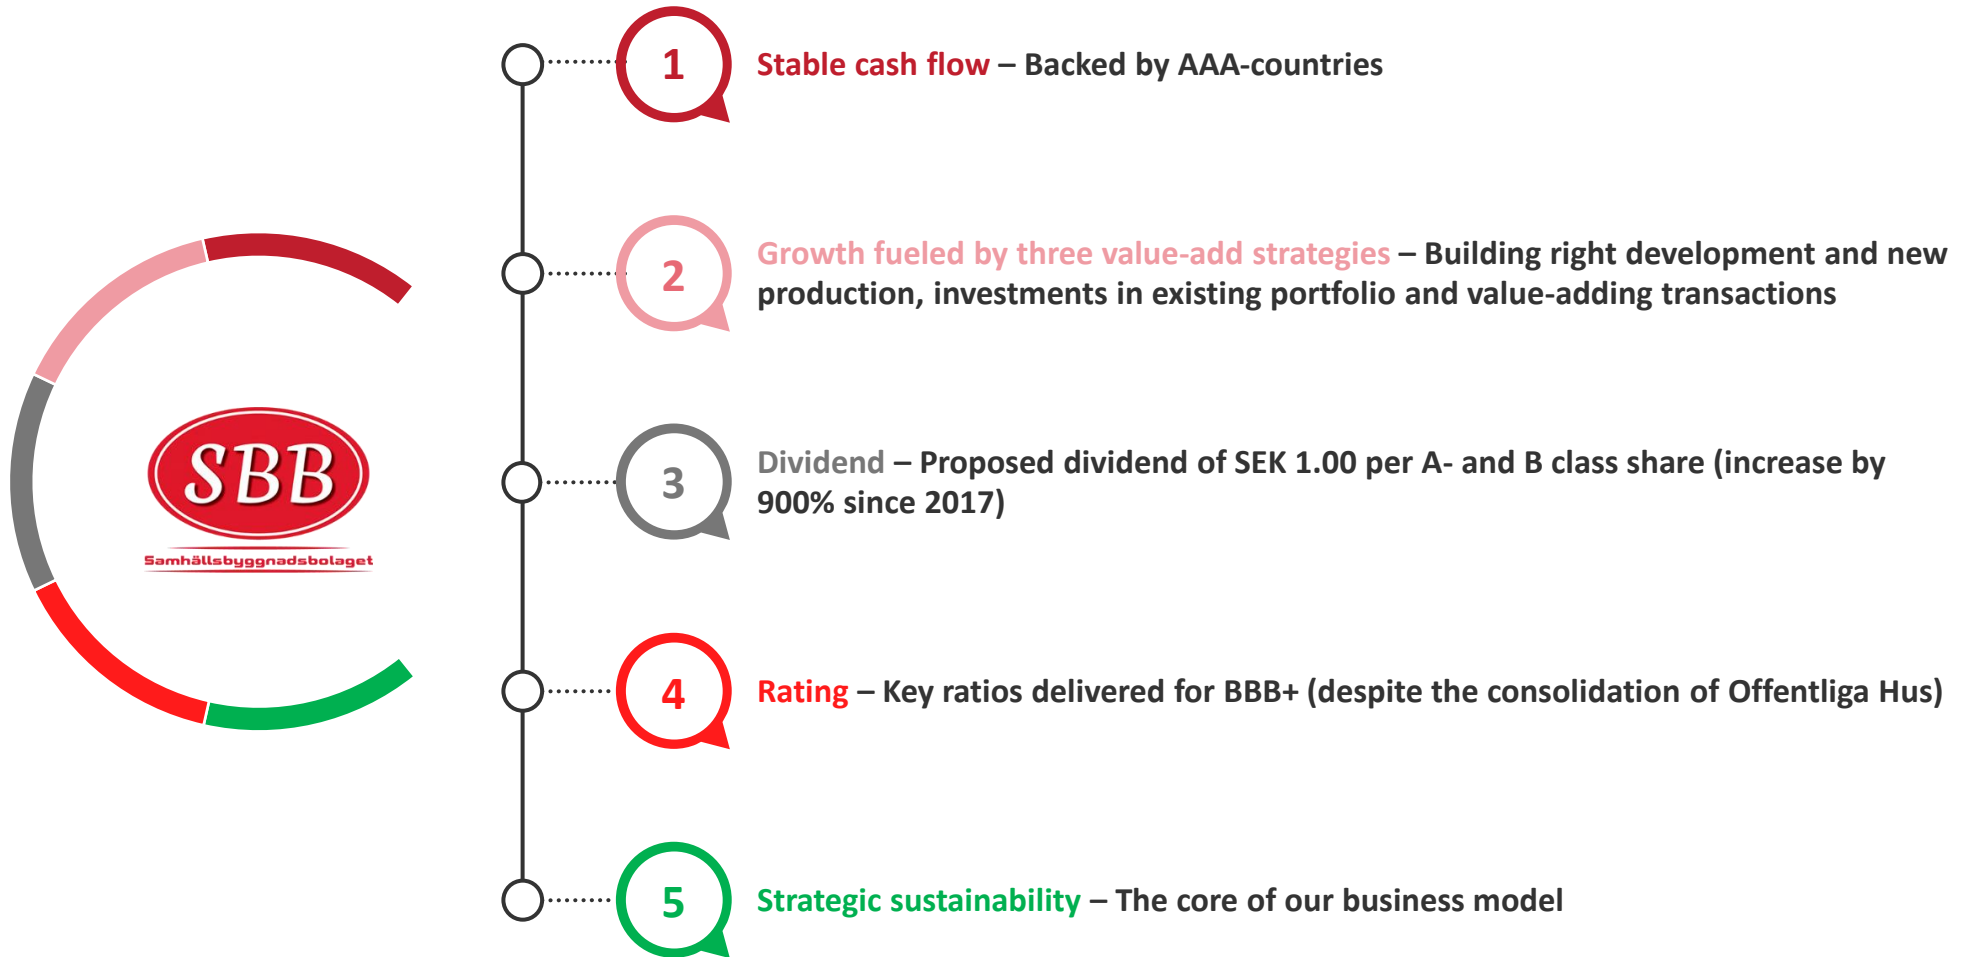 1
Stable cash flow – Backed by AAA-countries
2
Growth fueled by three value-add strategies – Building right development and new
production, investments in existing portfolio and value-adding transactions
SBB
Samhällsbyggnadsbolaget
3
Dividend – Proposed dividend of SEK 1.00 per A- and B class share (increase by
900% since 2017)
4
Rating – Key ratios delivered for BBB+ (despite the consolidation of Offentliga Hus)
5
Strategic sustainability – The core of our business model